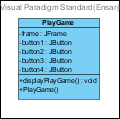 Visual Paradigm Standard(Ensar
PlayGame
-frame : JFrame
-button1 : JButton
-button2 : JButton
-button3 : JButton
-button4 : JButton
+displayPlayGame() : void
+PlayGame()